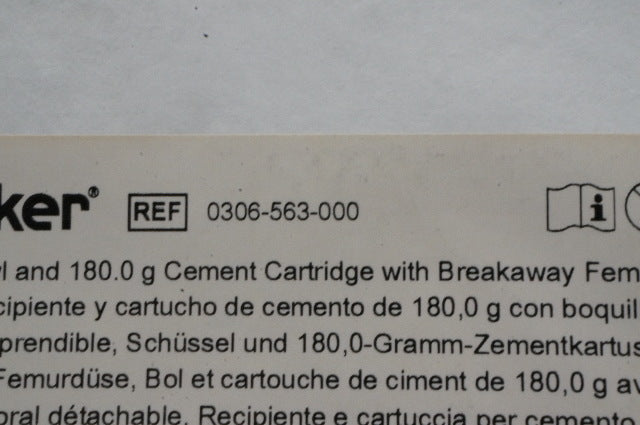 ker® REF 0306-563-000
l and 180.0 g Cement Cartridge with Breakaway Fem
cipiente y cartucho de cemento de 180,0 g con boquil
prendible, Schüssel und 180,0-Gramm-Zementkartus
Femurdüse, Bol et cartouche de ciment de 180,0 g av
oral détachable, Recipiente e cartuccia per cemento